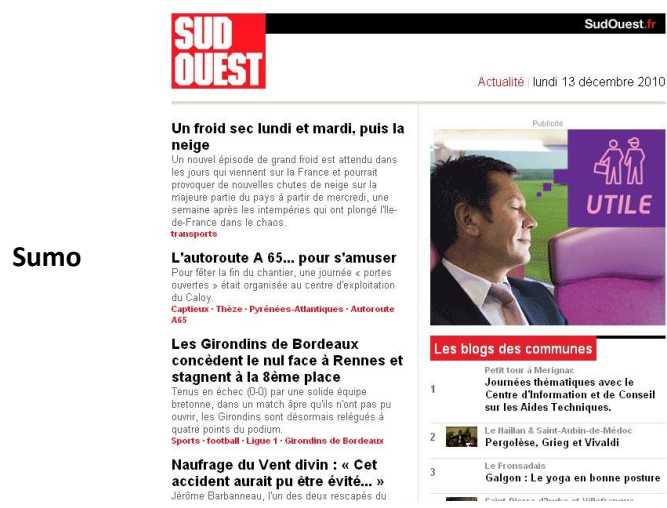 SUD
OUEST
SudOuest.fr
Actualité | lundi 13 décembre 2010
Sumo
Un froid sec lundi et mardi, puis la
neige
Un nouvel épisode de grand froid est attendu dans
les jours qui viennent sur la France et pourrait
provoquer de nouvelles chutes de neige sur la
majeure partie du pays à partir de mercredi, une
semaine après les intempéries qui ont plongé l'Ile-
de-France dans le chaos.
transports
L'autoroute A 65... pour s'amuser
Pour fêter la fin du chantier, une journée « portes
ouvertes » était organisée au centre d'exploitation
du Caloy.
Captieux · Thèze · Pyrénées-Atlantiques · Autoroute
A65
Les Girondins de Bordeaux
concèdent le nul face à Rennes et
stagnent à la 8ème place
Tenus en échec (0-0) par une solide équipe
bretonne, dans un match âpre qu'ils n'ont pas pu
ouvrir, les Girondins sont désormais relégués à
quatre points du podium.
Sports · football · Ligue 1 · Girondins de Bordeaux
Naufrage du Vent divin : « Cet
accident aurait pu être évité... »
Jérôme Barbanneau, l'un des deux rescapés du
Publicité
UTILE
Les blogs des communes
Petit tour à Merignac
1 Journées thématiques avec le
Centre d'Information et de Conseil
sur les Aides Techniques.
Le Haillan & Saint-Aubin-de-Médoc
2 Pergolèse, Grieg et Vivaldi
Le Fronsadais
3 Galgon : Le yoga en bonne posture
Saint-Pierre d'Irube et Villefranque